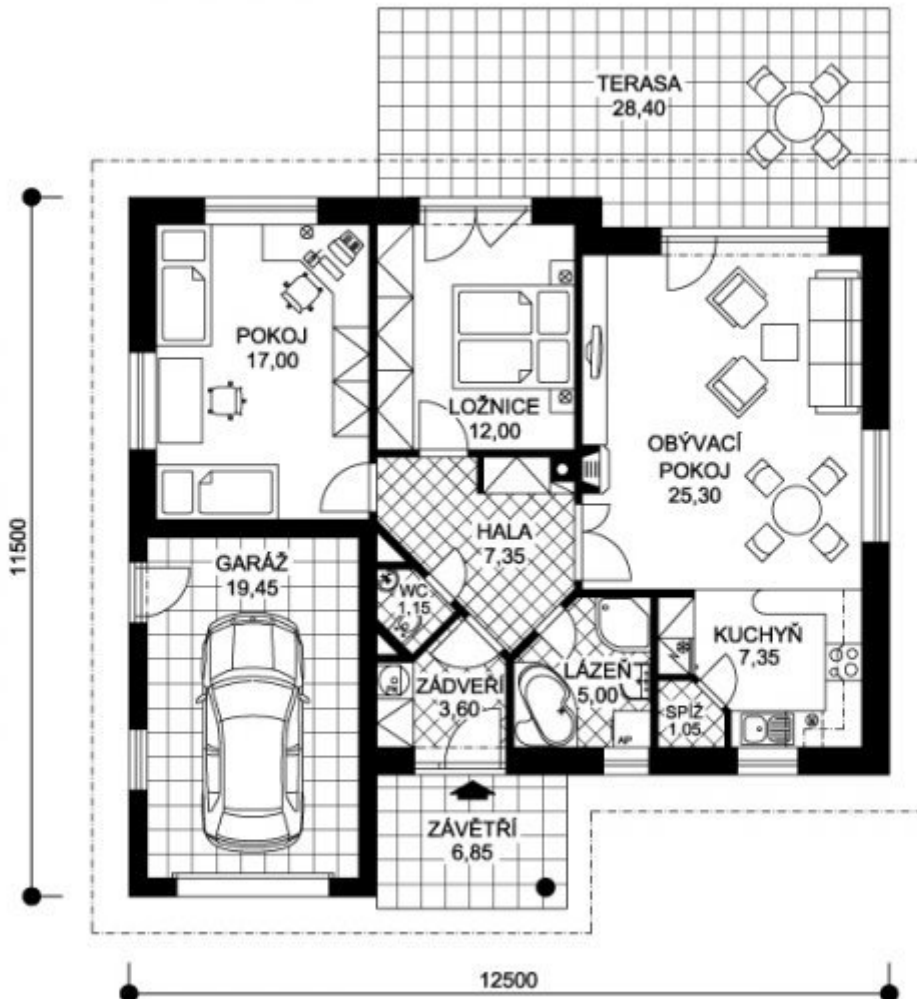 TERASA
28,40
POKOJ
17,00
LOŽNICE
12,00
OBÝVACÍ
POKOJ
25,30
11500
HALA
7,35
GARÁŽ
19,45
WC
1,15
KUCHYŇ
7,35
LÁZEŇ
5,00
ZÁDVEŘÍ
3,60
SPÍŽ
1,05
AP
ZÁVĚTŘÍ
6,85
12500